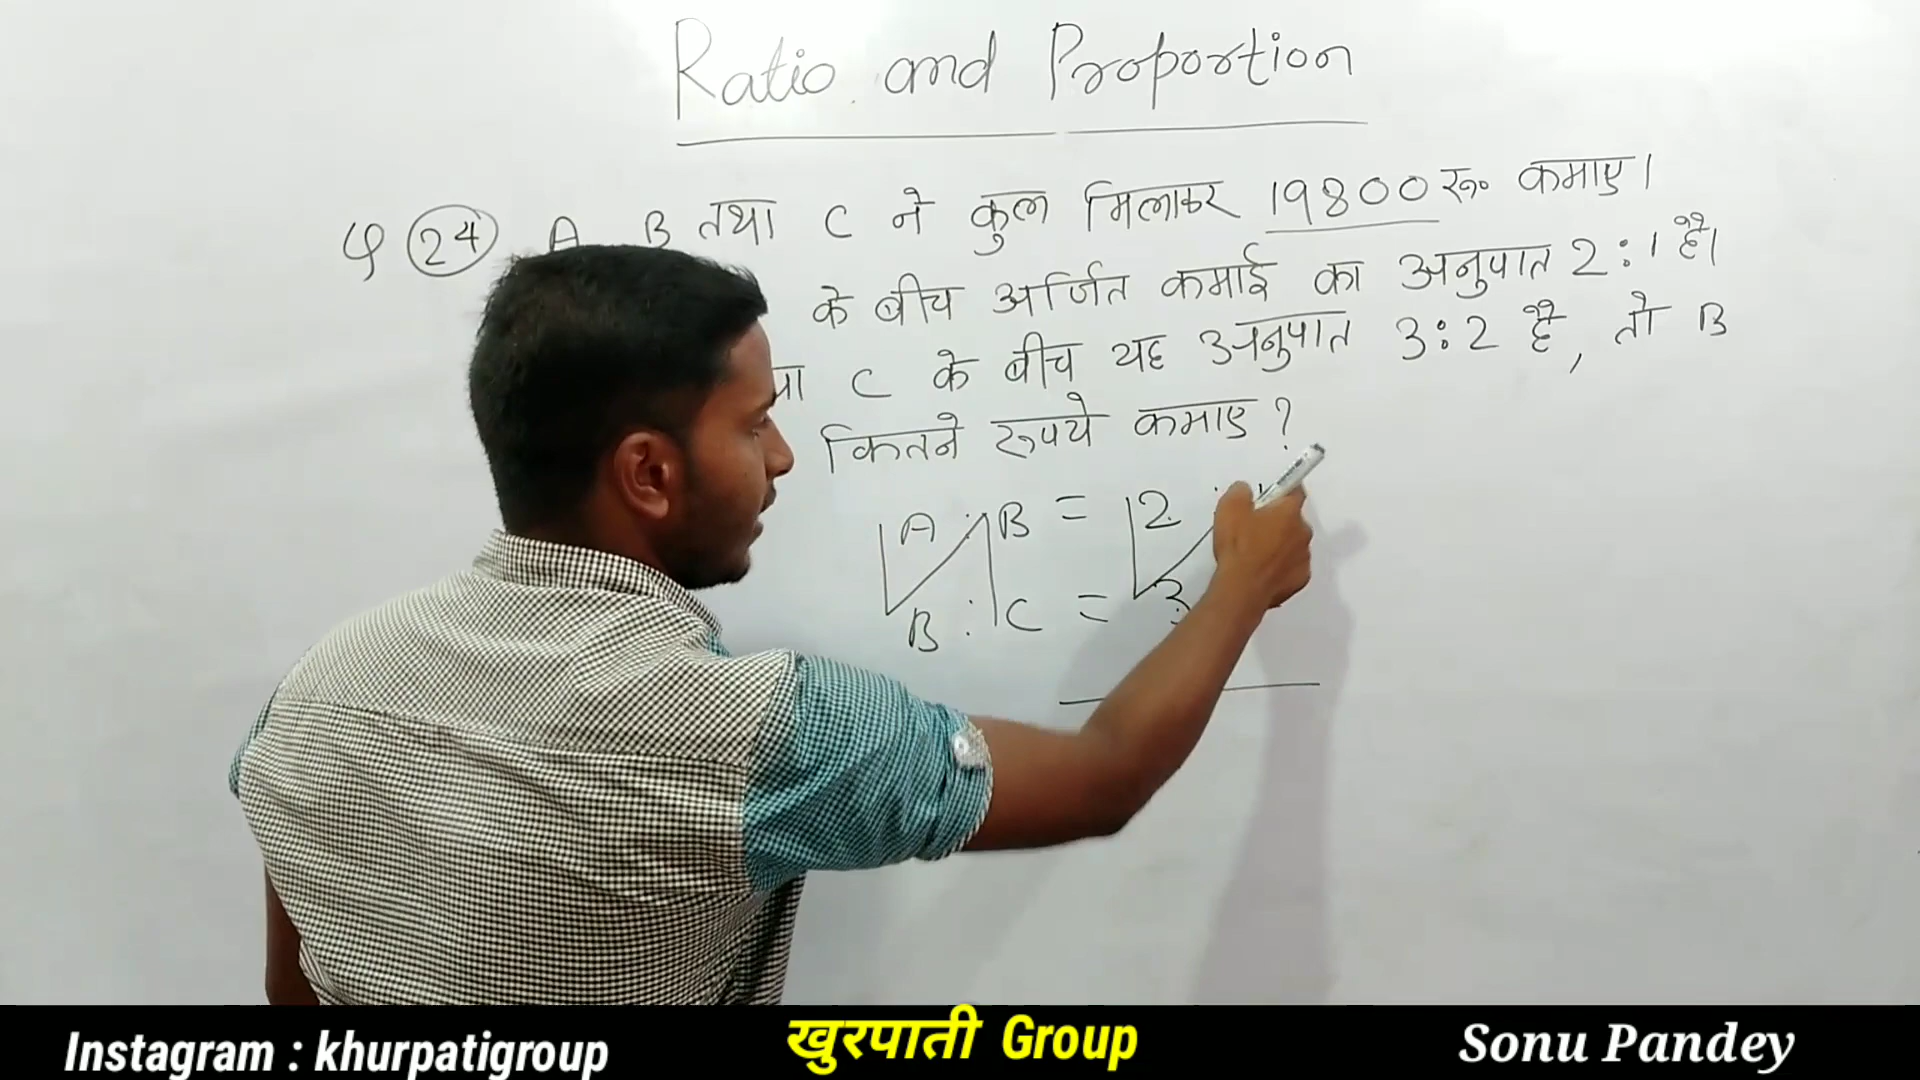 Ratio and Proportion
Q 24 A B तथा C ने कुल मिलाकर 19800 रु० कमाए।
के बीच अर्जित कमाई का अनुपात 2:1 है।
C के बीच यह अनुपात 3:2 है, तो B
कितने रुपये कमाए?
A : B = 2 :
B : C = 3
Instagram : khurpatigroup
खुरपाती Group
Sonu Pandey